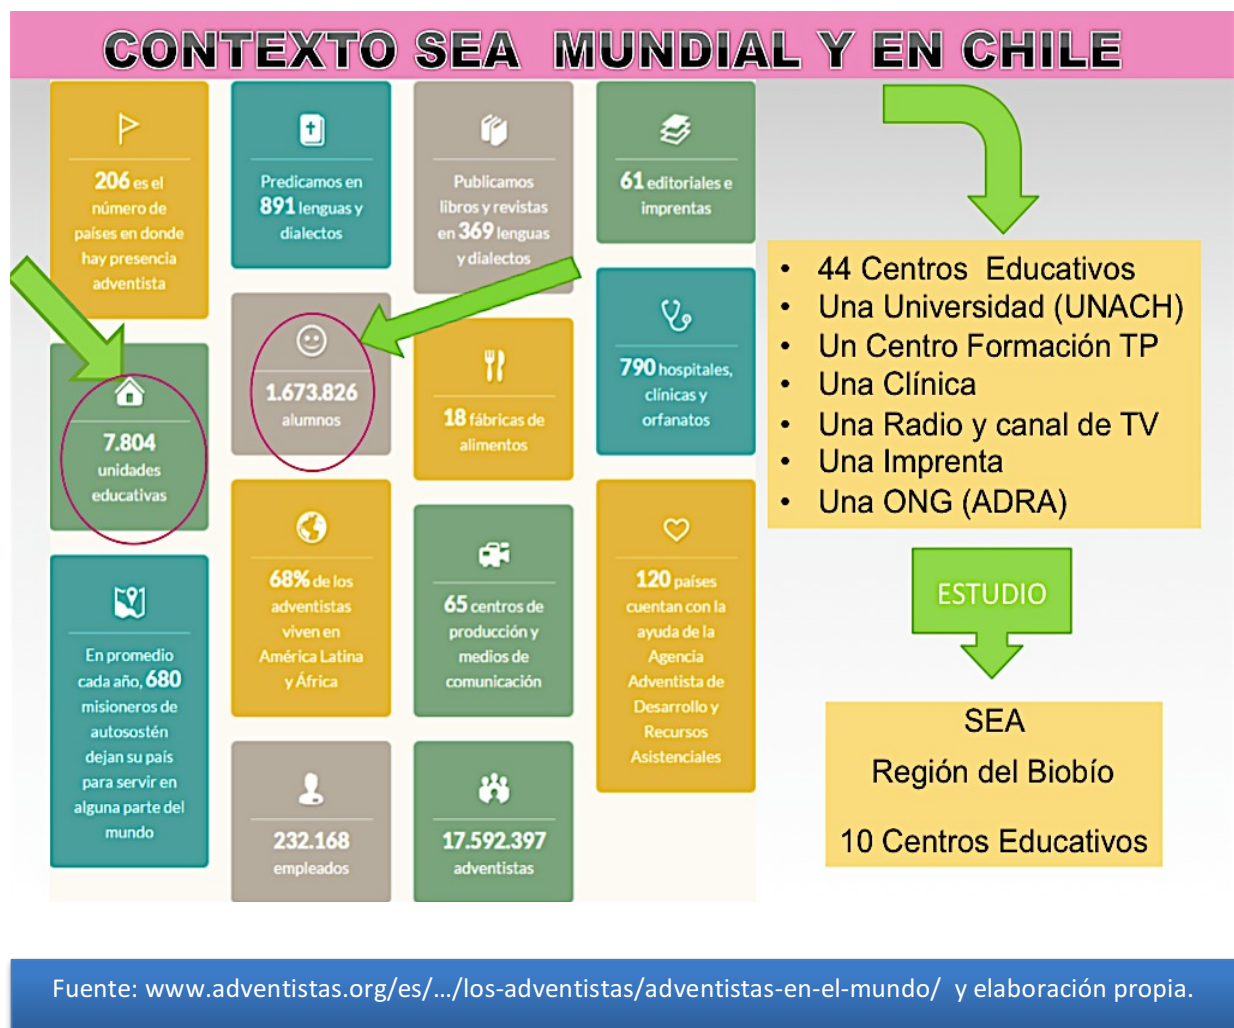 CONTEXTO SEA MUNDIAL Y EN CHILE
206 es el
número de
países en donde
hay presencia
adventista
7.804
unidades
educativas
En promedio
cada año, 680
misioneros de
autosostén
dejan su país
para servir en
alguna parte del
mundo
Predicamos en
891 lenguas y
dialectos
1.673.826
alumnos
68% de los
adventistas
viven en
América Latina
y África
232.168
empleados
Publicamos
libros y revistas
en 369 lenguas
y dialectos
18 fábricas de
alimentos
65 centros de
producción y
medios de
comunicación
17.592.397
adventistas
61 editoriales e
imprentas
790 hospitales,
clínicas y
orfanatos
120 países
cuentan con la
ayuda de la
Agencia
Adventista de
Desarrollo y
Recursos
Asistenciales
• 44 Centros Educativos
• Una Universidad (UNACH)
• Un Centro Formación TP
• Una Clínica
• Una Radio y canal de TV
• Una Imprenta
• Una ONG (ADRA)
ESTUDIO
SEA
Región del Biobío
10 Centros Educativos
Fuente: www.adventistas.org/es/…/los-adventistas/adventistas-en-el-mundo/ y elaboración propia.